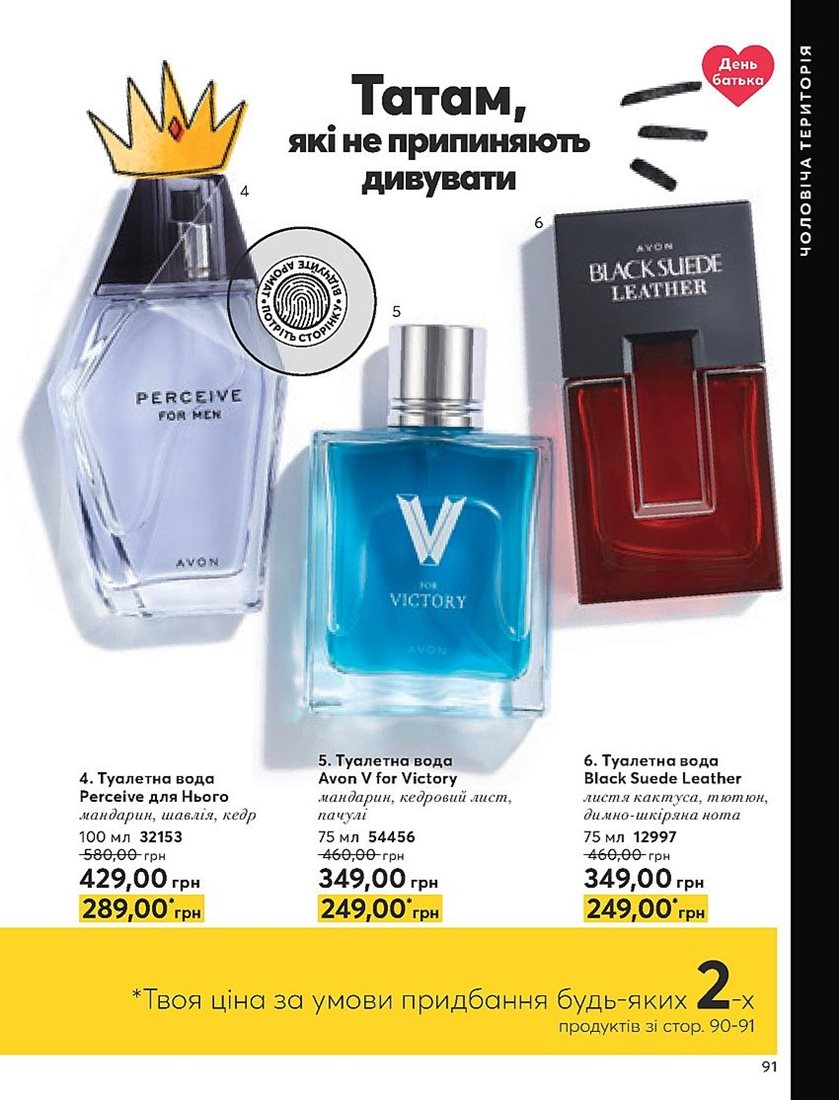 День
батька
ЧОЛОВІЧА ТЕРИТОРІЯ
Татам,
які не припиняють
дивувати
4
ВІДЧУЙТЕ АРОМАТ
ПОТРІТЬ СТОРІНКУ
5
6
PERCEIVE
FOR MEN
AVON
V
FOR
VICTORY
AVON
AVON
BLACK SUEDE
LEATHER
4. Туалетна вода
Perceive для Нього
мандарин, шавлія, кедр
100 мл 32153
580,00 грн
429,00 грн
289,00* грн
5. Туалетна вода
Avon V for Victory
мандарин, кедровий лист,
пачулі
75 мл 54456
460,00 грн
349,00 грн
249,00* грн
6. Туалетна вода
Black Suede Leather
листя кактуса, тютюн,
димно-шкіряна нота
75 мл 12997
460,00 грн
349,00 грн
249,00* грн
*Твоя ціна за умови придбання будь-яких 2-х
продуктів зі стор. 90-91
91